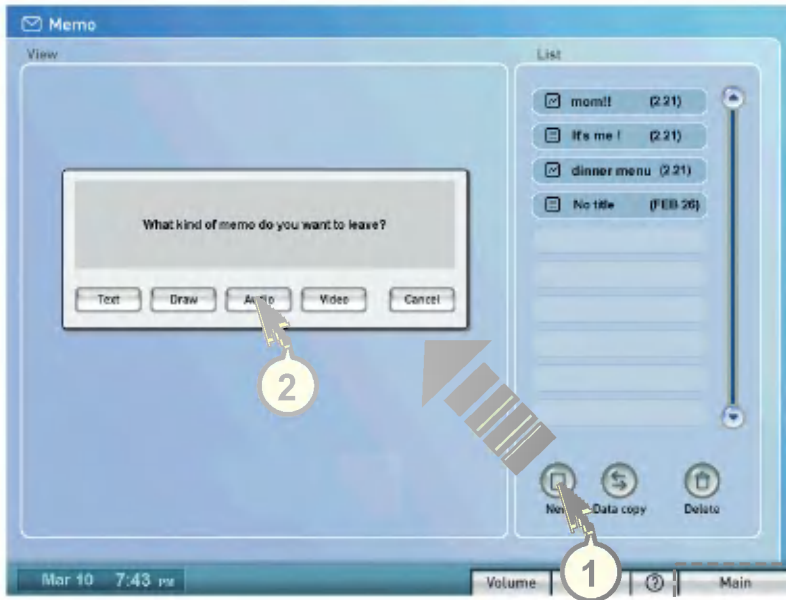 Memo
View
List
mom!! (2.21)
It's me ! (2.21)
dinner menu (2.21)
No title (FEB 26)
What kind of memo do you want to leave?
Text Draw Audio Video Cancel
2
New Data copy Delete
1
Mar 10 7:43 PM
Volume ? Main